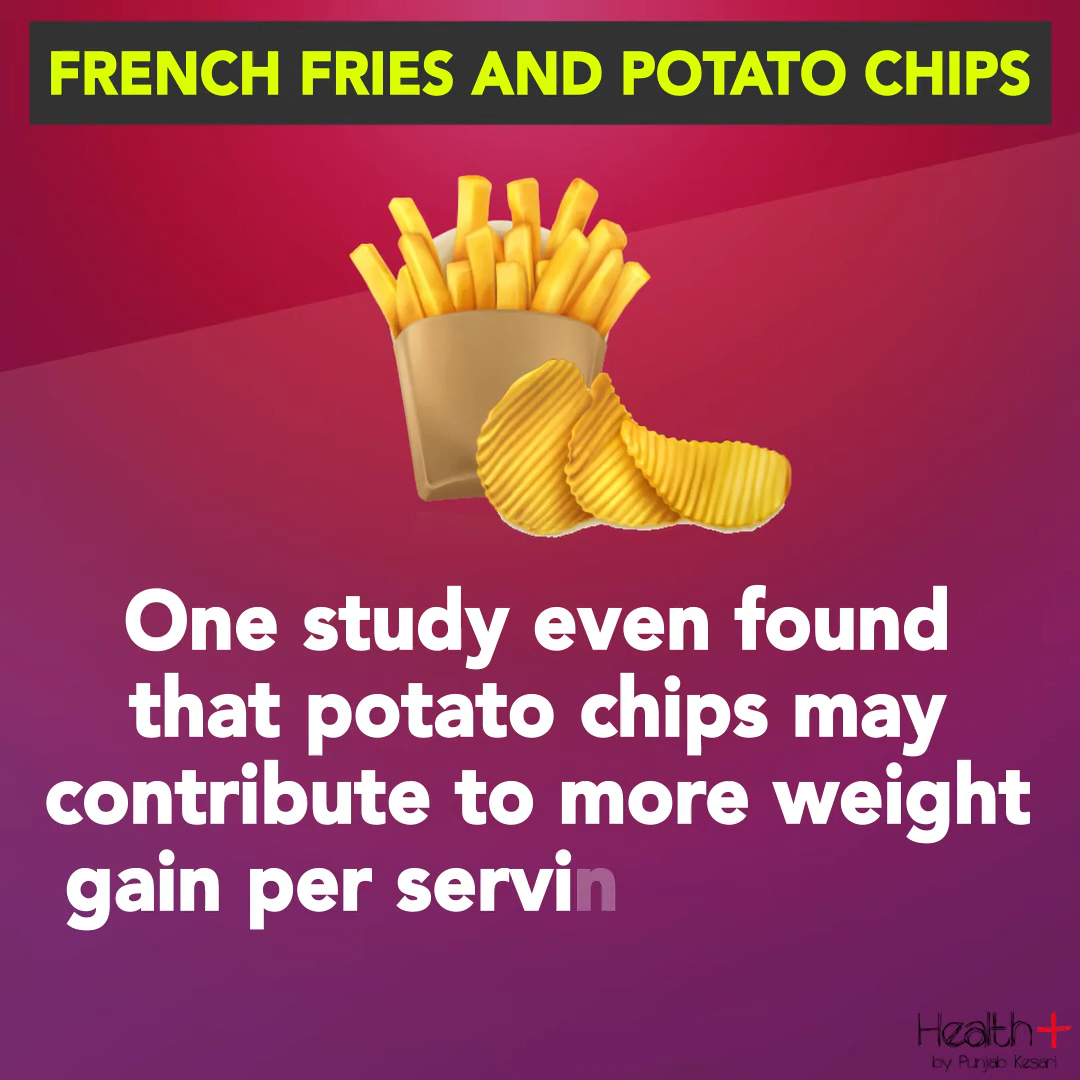 FRENCH FRIES AND POTATO CHIPS
One study even found
that potato chips may
contribute to more weight
gain per servin
Health+
by Punjab Kesari